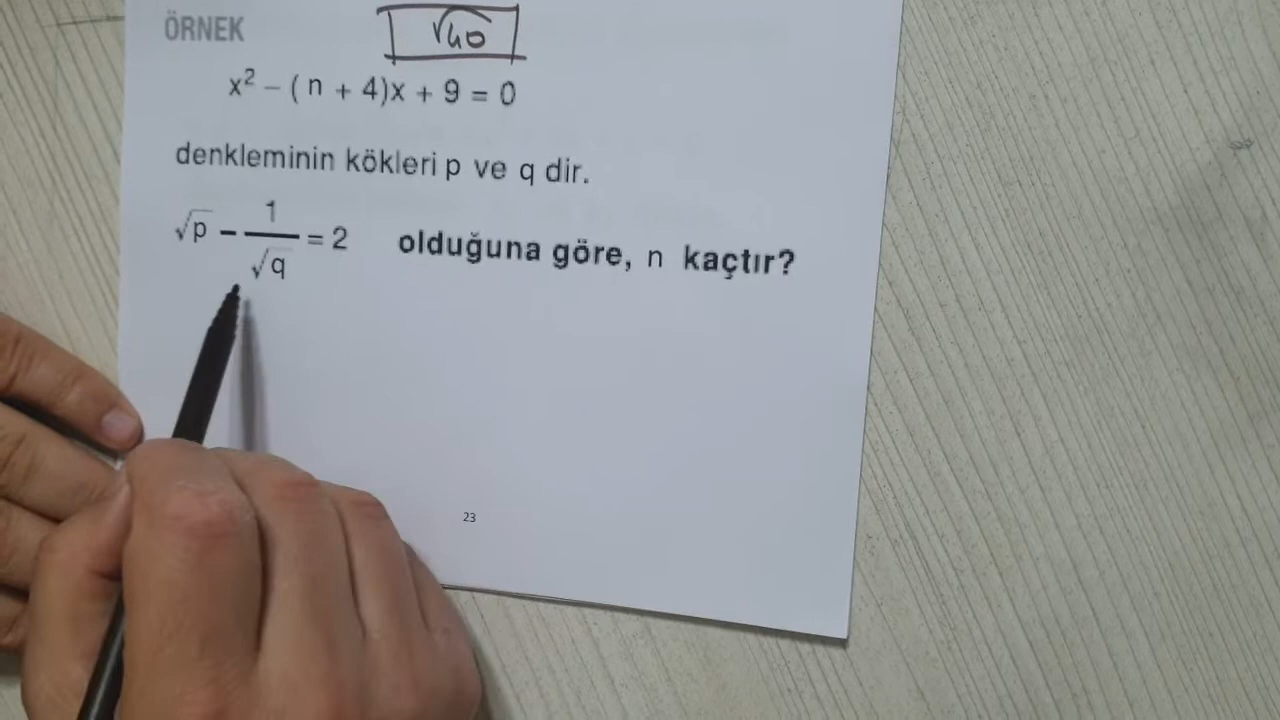 ÖRNEK
√40
x² − ( n + 4)x + 9 = 0
denkleminin kökleri p ve q dir.
√p − 1/√q = 2 olduğuna göre, n kaçtır?
23